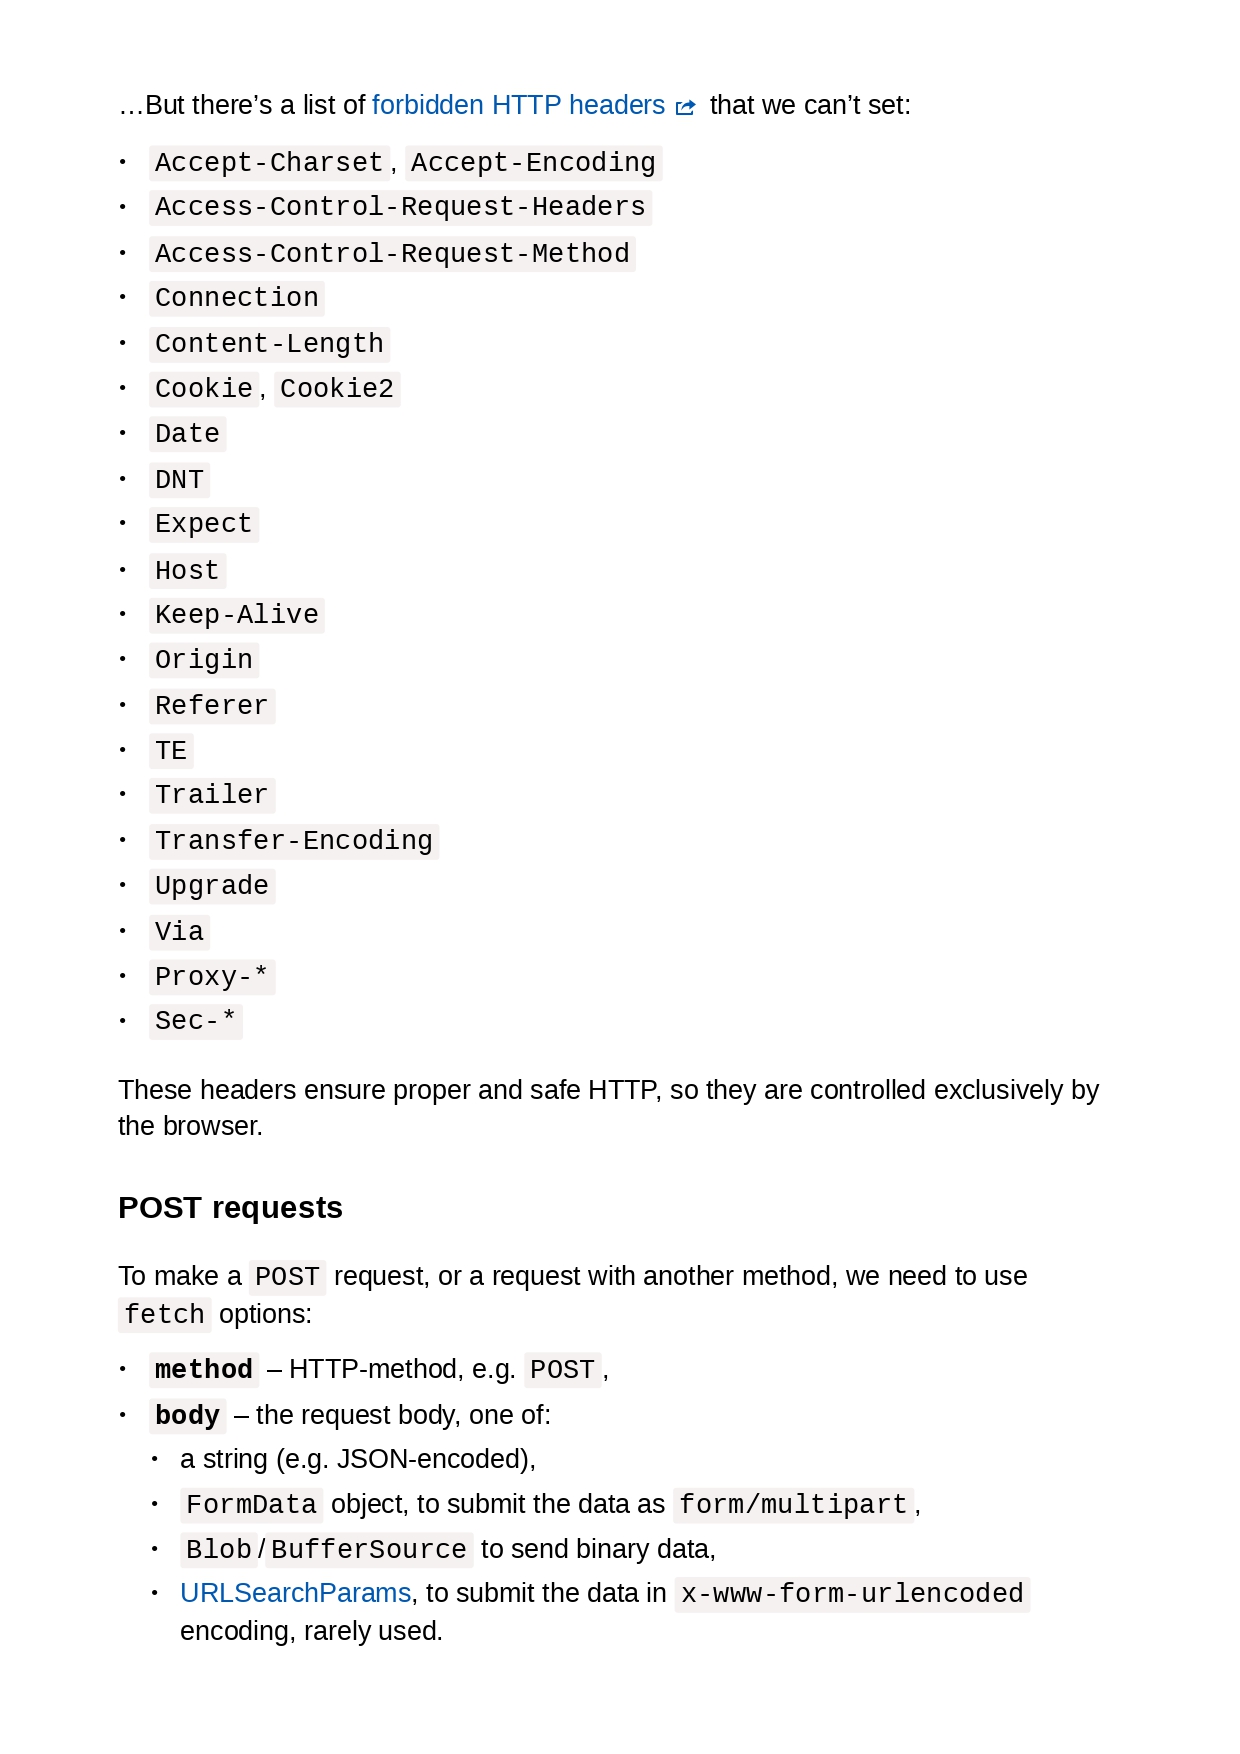 …But there’s a list of forbidden HTTP headers that we can’t set:
• Accept-Charset, Accept-Encoding
• Access-Control-Request-Headers
• Access-Control-Request-Method
• Connection
• Content-Length
• Cookie, Cookie2
• Date
• DNT
• Expect
• Host
• Keep-Alive
• Origin
• Referer
• TE
• Trailer
• Transfer-Encoding
• Upgrade
• Via
• Proxy-*
• Sec-*
These headers ensure proper and safe HTTP, so they are controlled exclusively by
the browser.
POST requests
To make a POST request, or a request with another method, we need to use
fetch options:
• method – HTTP-method, e.g. POST,
• body – the request body, one of:
• a string (e.g. JSON-encoded),
• FormData object, to submit the data as form/multipart,
• Blob/BufferSource to send binary data,
• URLSearchParams, to submit the data in x-www-form-urlencoded
encoding, rarely used.